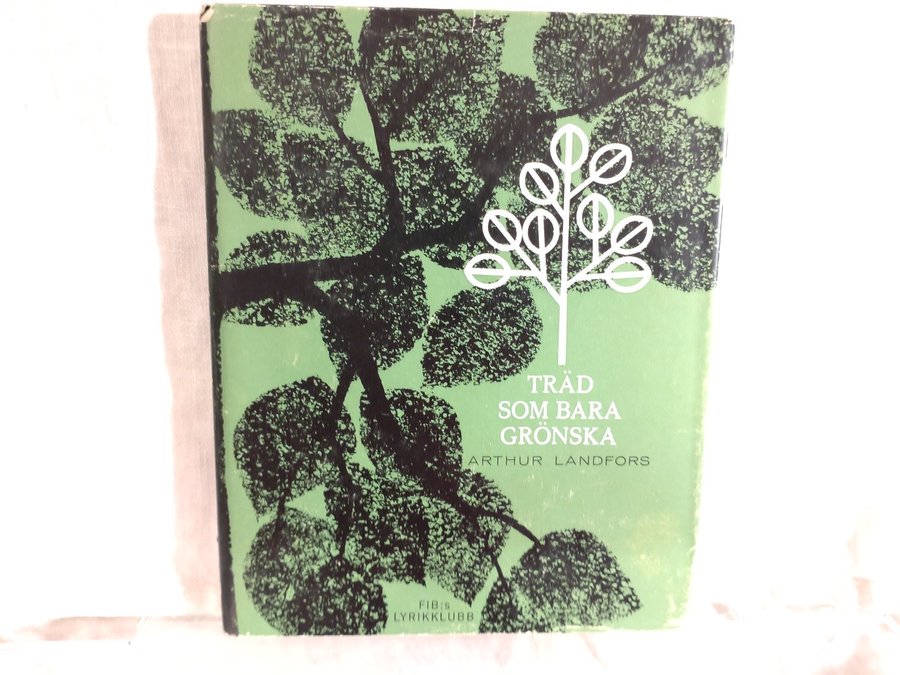 TRÄD
SOM BARA
GRÖNSKA
ARTHUR LANDFORS
FIB:s
LYRIKKLUBB